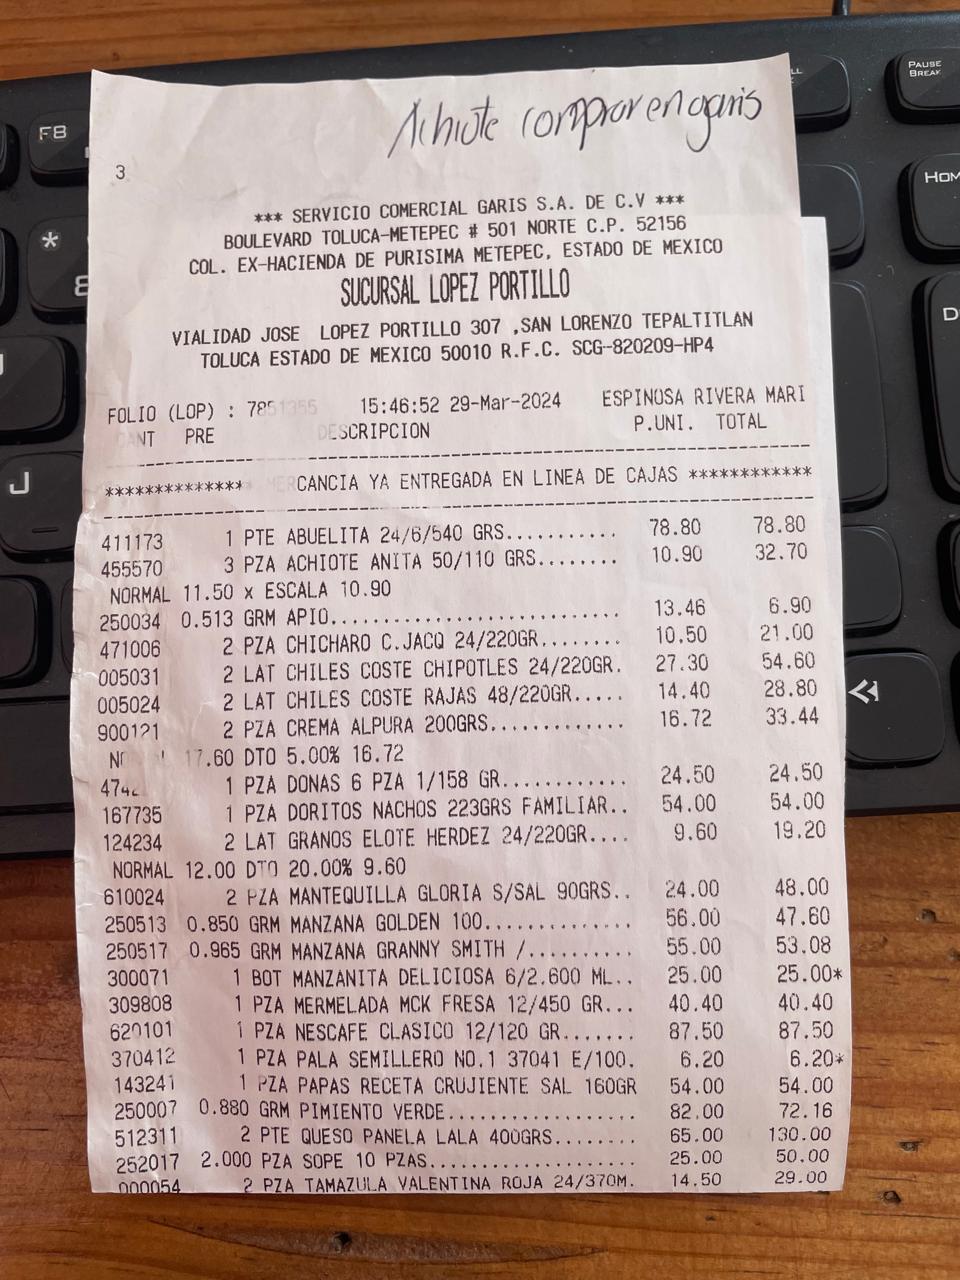 Achiote comprar en garis
3
*** SERVICIO COMERCIAL GARIS S.A. DE C.V ***
BOULEVARD TOLUCA-METEPEC # 501 NORTE C.P. 52156
COL. EX-HACIENDA DE PURISIMA METEPEC, ESTADO DE MEXICO
SUCURSAL LOPEZ PORTILLO
VIALIDAD JOSE LOPEZ PORTILLO 307 ,SAN LORENZO TEPALTITLAN
TOLUCA ESTADO DE MEXICO 50010 R.F.C. SCG-820209-HP4
FOLIO (LOP) : 7851355 15:46:52 29-Mar-2024 ESPINOSA RIVERA MARI
CANT PRE DESCRIPCION P.UNI. TOTAL
************** MERCANCIA YA ENTREGADA EN LINEA DE CAJAS ************
411173 1 PTE ABUELITA 24/6/540 GRS........... 78.80 78.80
455570 3 PZA ACHIOTE ANITA 50/110 GRS........ 10.90 32.70
NORMAL 11.50 x ESCALA 10.90
250034 0.513 GRM APIO............................. 13.46 6.90
471006 2 PZA CHICHARO C.JACQ 24/220GR........ 10.50 21.00
005031 2 LAT CHILES COSTE CHIPOTLES 24/220GR. 27.30 54.60
005024 2 LAT CHILES COSTE RAJAS 48/220GR..... 14.40 28.80
900121 2 PZA CREMA ALPURA 200GRS............. 16.72 33.44
17.60 DTO 5.00% 16.72
1 PZA DONAS 6 PZA 1/158 GR............ 24.50 24.50
167735 1 PZA DORITOS NACHOS 223GRS FAMILIAR.. 54.00 54.00
124234 2 LAT GRANOS ELOTE HERDEZ 24/220GR.... 9.60 19.20
NORMAL 12.00 DTO 20.00% 9.60
610024 2 PZA MANTEQUILLA GLORIA S/SAL 90GRS.. 24.00 48.00
250513 0.850 GRM MANZANA GOLDEN 100.............. 56.00 47.60
250517 0.965 GRM MANZANA GRANNY SMITH /.......... 55.00 53.08
300071 1 BOT MANZANITA DELICIOSA 6/2.600 ML.. 25.00 25.00*
309808 1 PZA MERMELADA MCK FRESA 12/450 GR... 40.40 40.40
620101 1 PZA NESCAFE CLASICO 12/120 GR....... 87.50 87.50
370412 1 PZA PALA SEMILLERO NO.1 37041 E/100. 6.20 6.20*
143241 1 PZA PAPAS RECETA CRUJIENTE SAL 160GR 54.00 54.00
250007 0.880 GRM PIMIENTO VERDE.................. 82.00 72.16
512311 2 PTE QUESO PANELA LALA 400GRS........ 65.00 130.00
252017 2.000 PZA SOPE 10 PZAS.................... 25.00 50.00
000054 2 PZA TAMAZULA VALENTINA ROJA 24/370M. 14.50 29.00
F8
*
8
J
PAUSE
BREAK
HOM
D